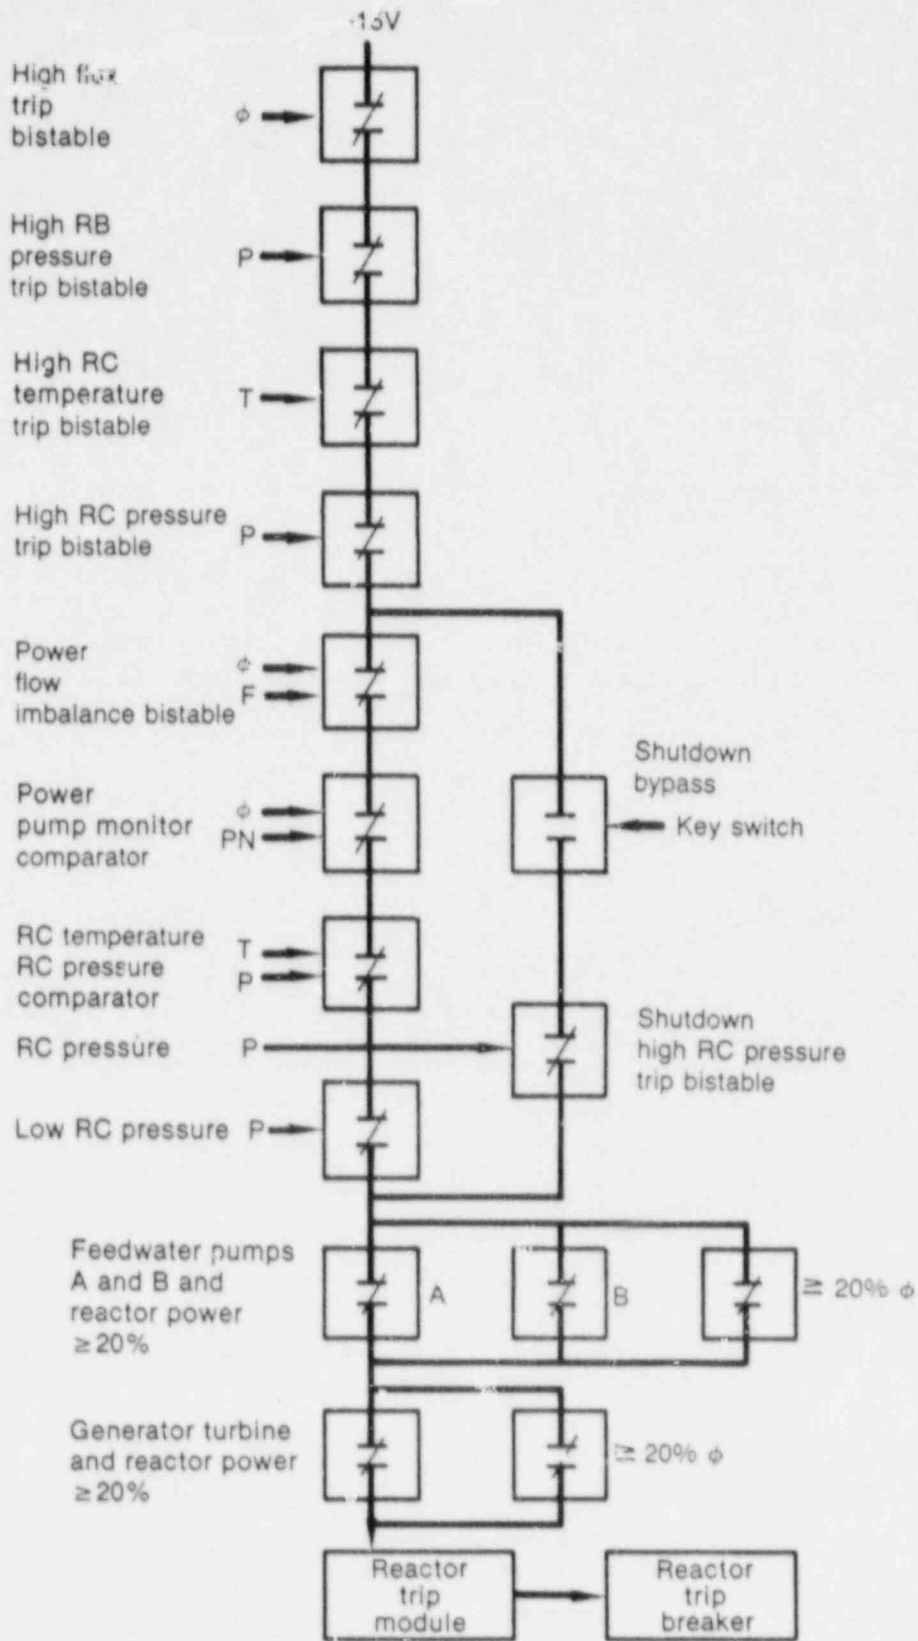 High flux
trip
bistable
ϕ
High RB
pressure
trip bistable
P
High RC
temperature
trip bistable
T
High RC pressure
trip bistable
P
Power
flow
imbalance bistable
ϕ
F
Power
pump monitor
comparator
ϕ
PN
Shutdown
bypass
Key switch
RC temperature
RC pressure
comparator
T
P
RC pressure P
Shutdown
high RC pressure
trip bistable
Low RC pressure P
Feedwater pumps
A and B and
reactor power
≥20%
A
B
≥ 20% ϕ
Generator turbine
and reactor power
≥20%
≥ 20% ϕ
Reactor
trip
module
Reactor
trip
breaker